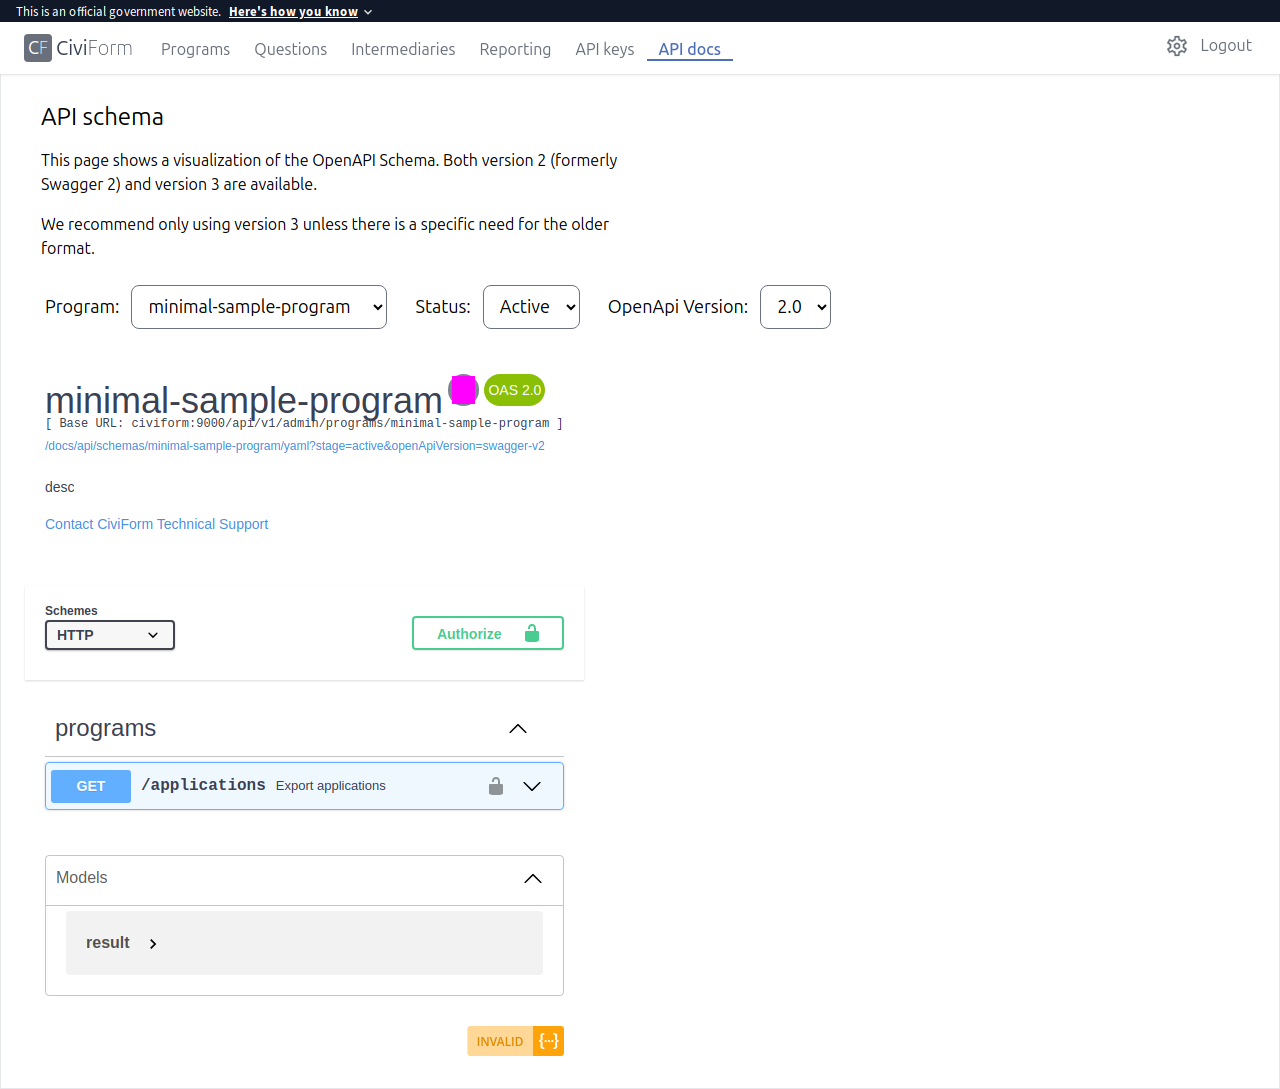 This is an official government website. Here's how you know
CF CiviForm Programs Questions Intermediaries Reporting API keys API docs Logout
API schema
This page shows a visualization of the OpenAPI Schema. Both version 2 (formerly
Swagger 2) and version 3 are available.
We recommend only using version 3 unless there is a specific need for the older
format.
Program: minimal-sample-program Status: Active OpenApi Version: 2.0
minimal-sample-program OAS 2.0
[ Base URL: civiform:9000/api/v1/admin/programs/minimal-sample-program ]
/docs/api/schemas/minimal-sample-program/yaml?stage=active&openApiVersion=swagger-v2
desc
Contact CiviForm Technical Support
Schemes
HTTP Authorize
programs
GET /applications Export applications
Models
result
INVALID {···}